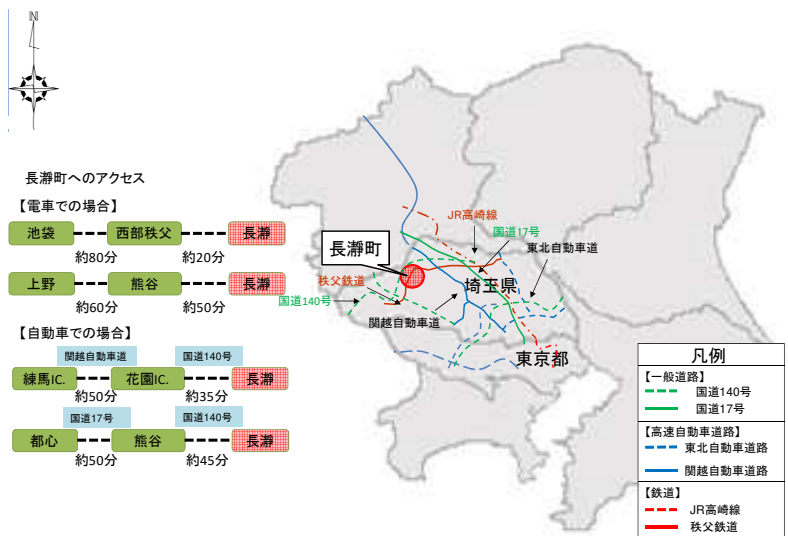 N
長瀞町へのアクセス
【電車での場合】
池袋 西部秩父 長瀞
約80分 約20分
上野 熊谷 長瀞
約60分 約50分
【自動車での場合】
関越自動車道 国道140号
練馬IC. 花園IC. 長瀞
約50分 約35分
国道17号 国道140号
都心 熊谷 長瀞
約50分 約45分
JR高崎線
国道17号
東北自動車道
長瀞町
秩父鉄道
埼玉県
国道140号
関越自動車道
東京都
凡例
【一般道路】
国道140号
国道17号
【高速自動車道路】
東北自動車道路
関越自動車道路
【鉄道】
JR高崎線
秩父鉄道